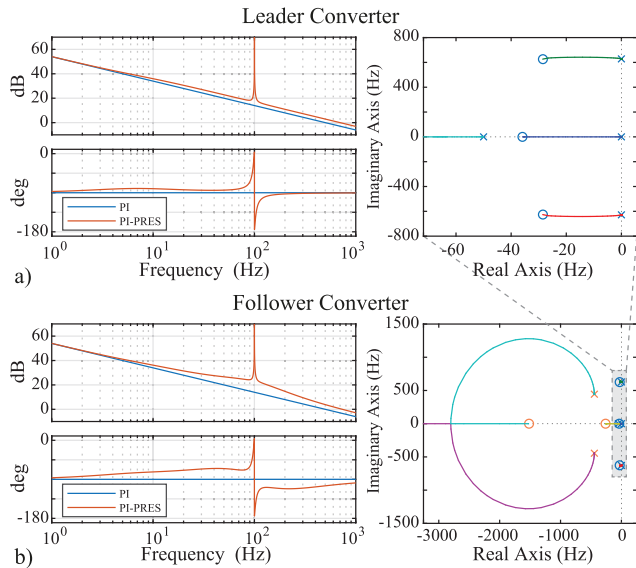 Leader Converter
60
40
20
0
dB
0
-180
deg
PI
PI-PRES
10^0
10^1
10^2
10^3
Frequency (Hz)
a)
800
400
0
-400
-800
Imaginary Axis (Hz)
-60
-40
-20
0
Real Axis (Hz)
Follower Converter
60
40
20
0
dB
0
-180
deg
PI
PI-PRES
10^0
10^1
10^2
10^3
Frequency (Hz)
b)
1500
500
0
-500
-1500
Imaginary Axis (Hz)
-3000
-2000
-1000
0
Real Axis (Hz)